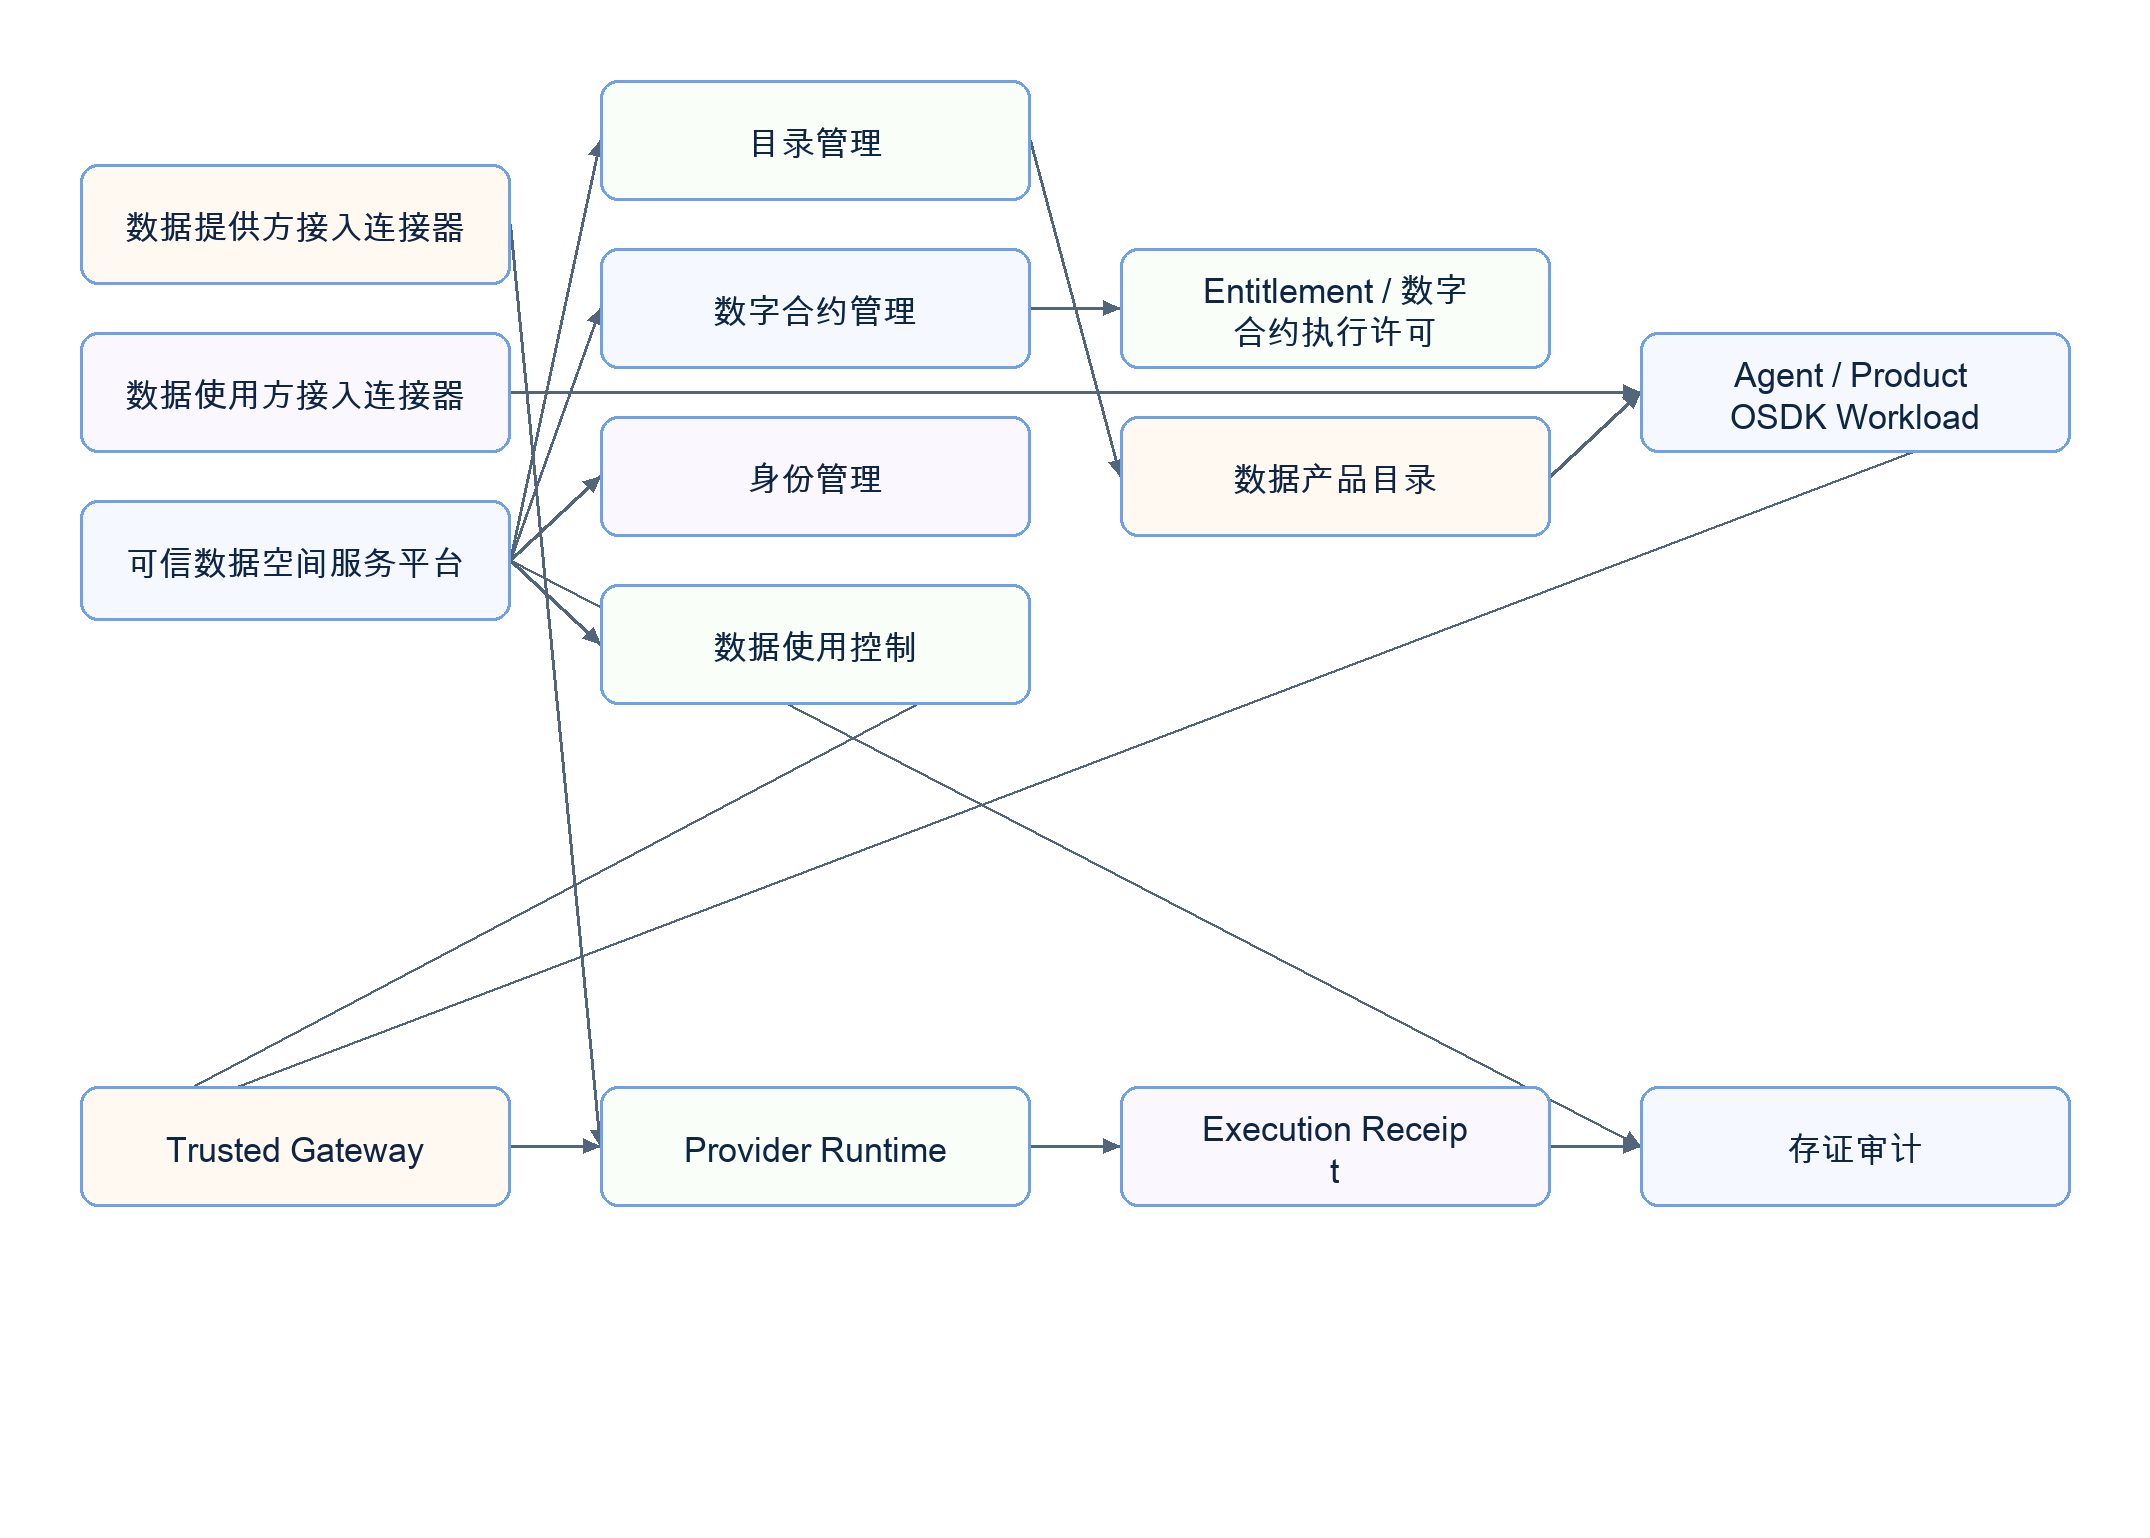 目录管理
数据提供方接入连接器
数字合约管理
Entitlement / 数字
合约执行许可
数据使用方接入连接器
Agent / Product
OSDK Workload
身份管理
数据产品目录
可信数据空间服务平台
数据使用控制
Trusted Gateway
Provider Runtime
Execution Receip
t
存证审计